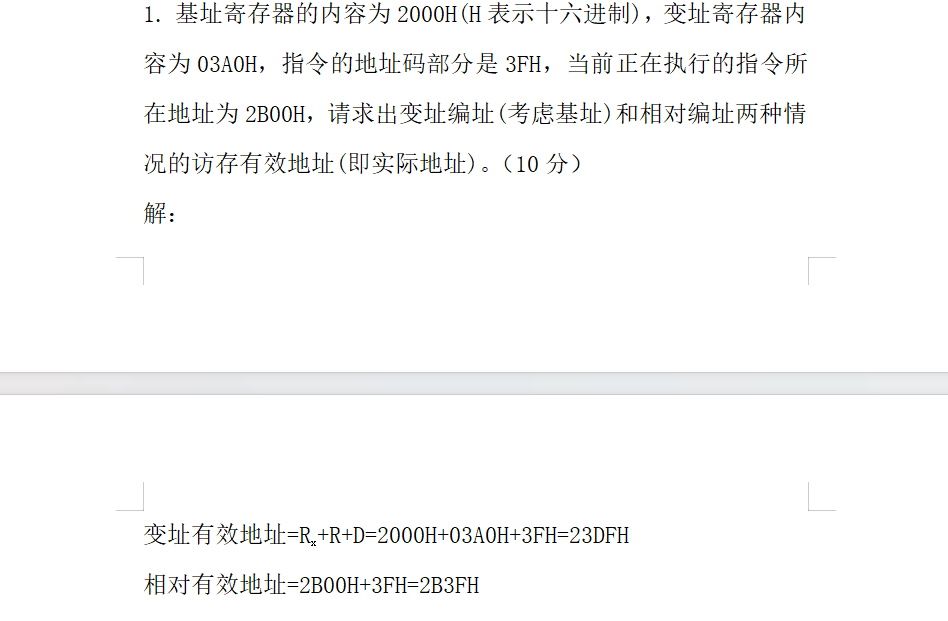 1. 基址寄存器的内容为 2000H(H 表示十六进制)，变址寄存器内
容为 03A0H，指令的地址码部分是 3FH，当前正在执行的指令所
在地址为 2B00H，请求出变址编址(考虑基址)和相对编址两种情
况的访存有效地址(即实际地址)。（10 分）
解：
变址有效地址=Rx+R+D=2000H+03A0H+3FH=23DFH
相对有效地址=2B00H+3FH=2B3FH